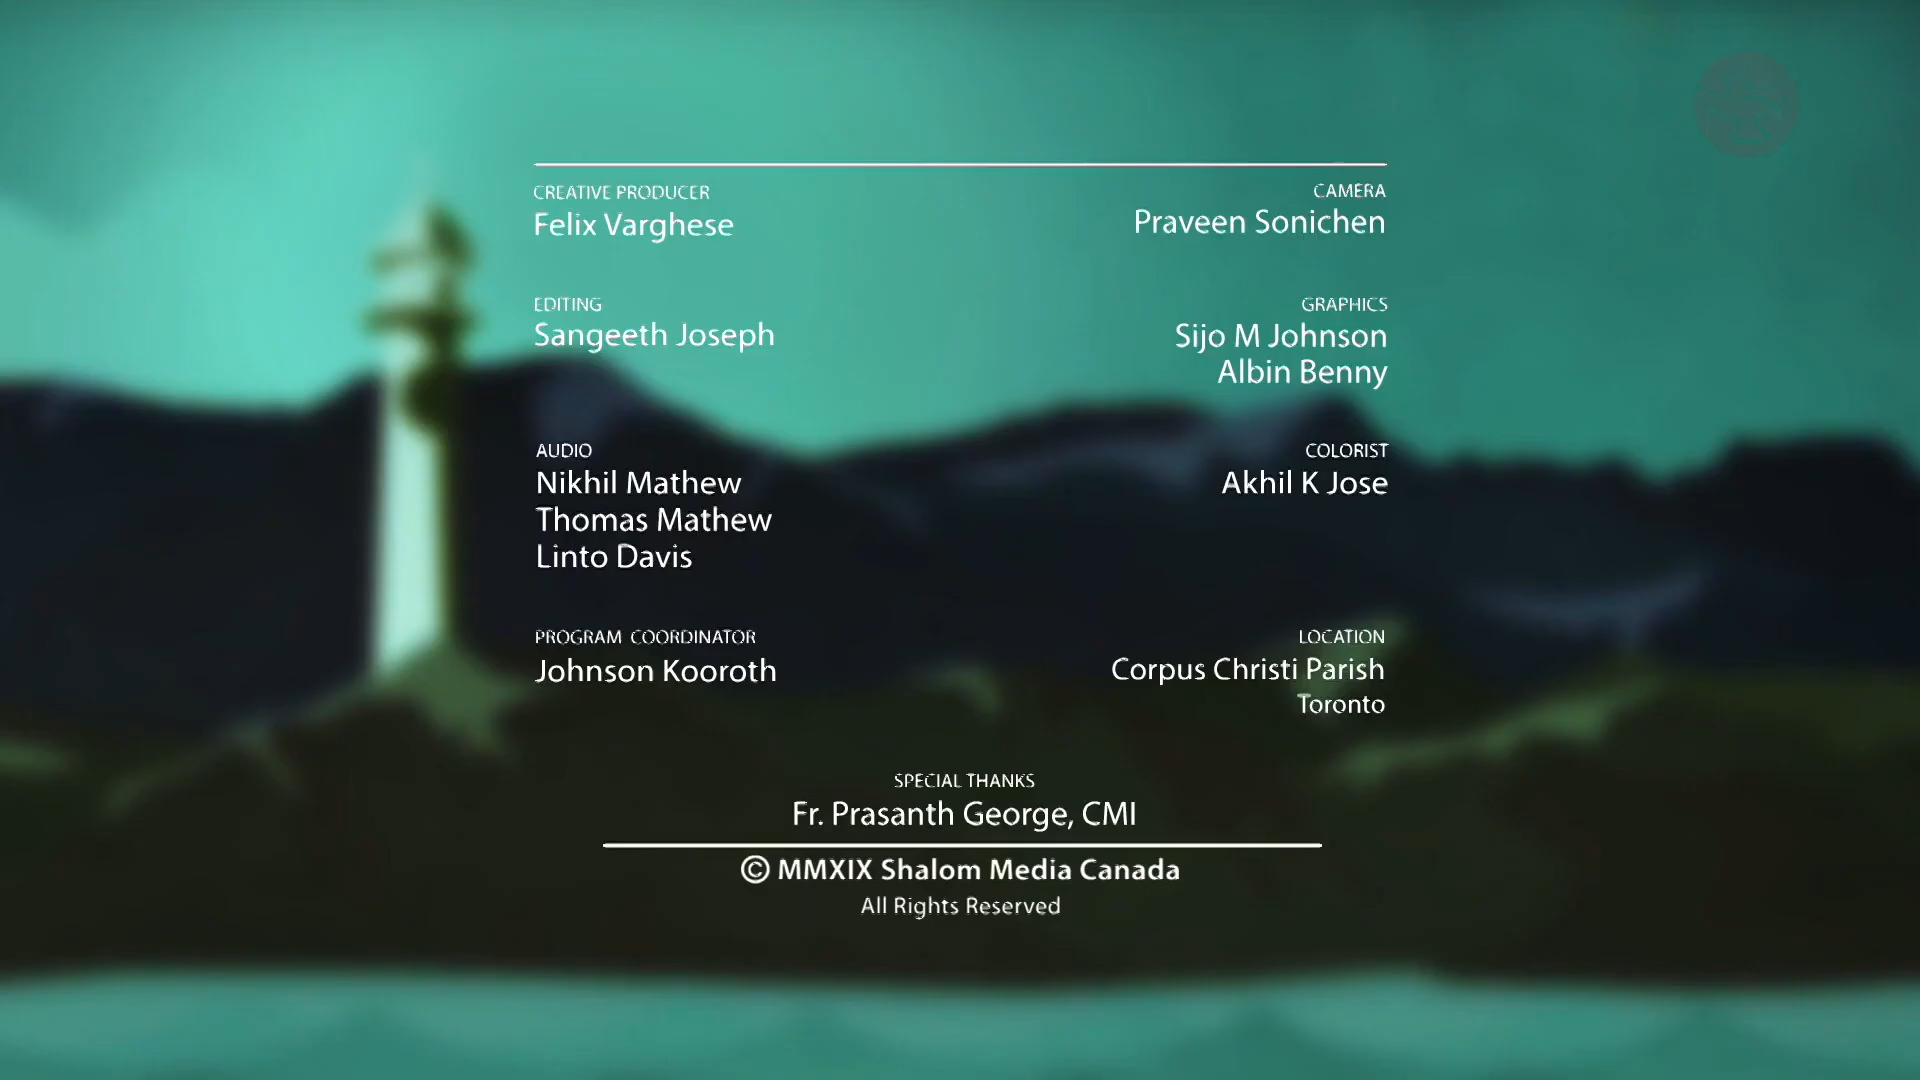 CREATIVE PRODUCER
Felix Varghese
CAMERA
Praveen Sonichen
EDITING
Sangeeth Joseph
GRAPHICS
Sijo M Johnson
Albin Benny
AUDIO
Nikhil Mathew
Thomas Mathew
Linto Davis
COLORIST
Akhil K Jose
PROGRAM COORDINATOR
Johnson Kooroth
LOCATION
Corpus Christi Parish
Toronto
SPECIAL THANKS
Fr. Prasanth George, CMI
© MMXIX Shalom Media Canada
All Rights Reserved